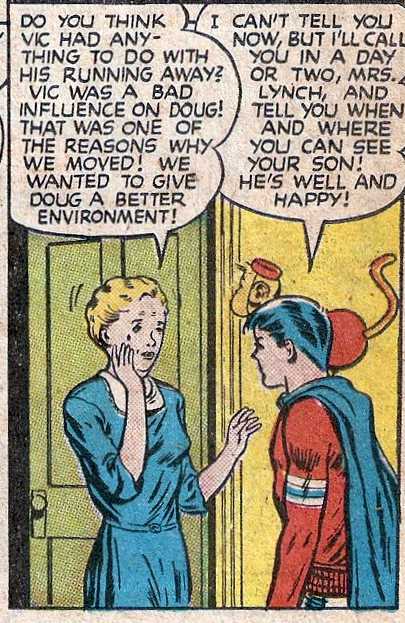 DO YOU THINK
VIC HAD ANY-
THING TO DO WITH
HIS RUNNING AWAY?
VIC WAS A BAD
INFLUENCE ON DOUG!
THAT WAS ONE OF
THE REASONS WHY
WE MOVED! WE
WANTED TO GIVE
DOUG A BETTER
ENVIRONMENT!
I CAN'T TELL YOU
NOW, BUT I'LL CALL
YOU IN A DAY
OR TWO, MRS.
LYNCH, AND
TELL YOU WHEN
AND WHERE
YOU CAN SEE
YOUR SON!
HE'S WELL AND
HAPPY!